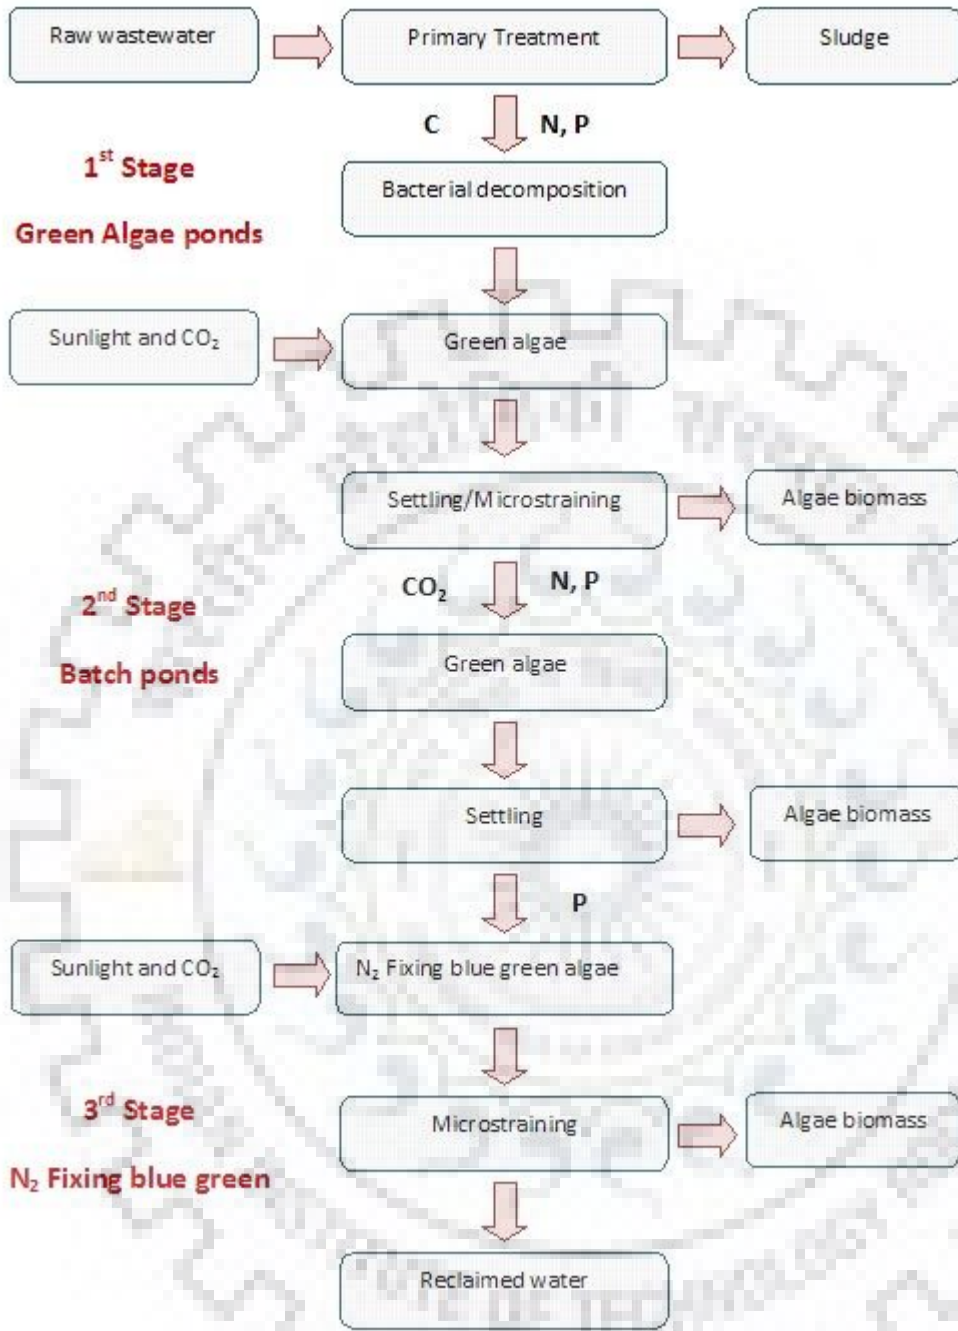 Raw wastewater
Primary Treatment
Sludge
C
N, P
1st Stage
Bacterial decomposition
Green Algae ponds
Sunlight and CO₂
Green algae
Settling/Microstraining
Algae biomass
CO₂
N, P
2nd Stage
Green algae
Batch ponds
Settling
Algae biomass
P
Sunlight and CO₂
N₂ Fixing blue green algae
3rd Stage
Microstraining
Algae biomass
N₂ Fixing blue green
Reclaimed water